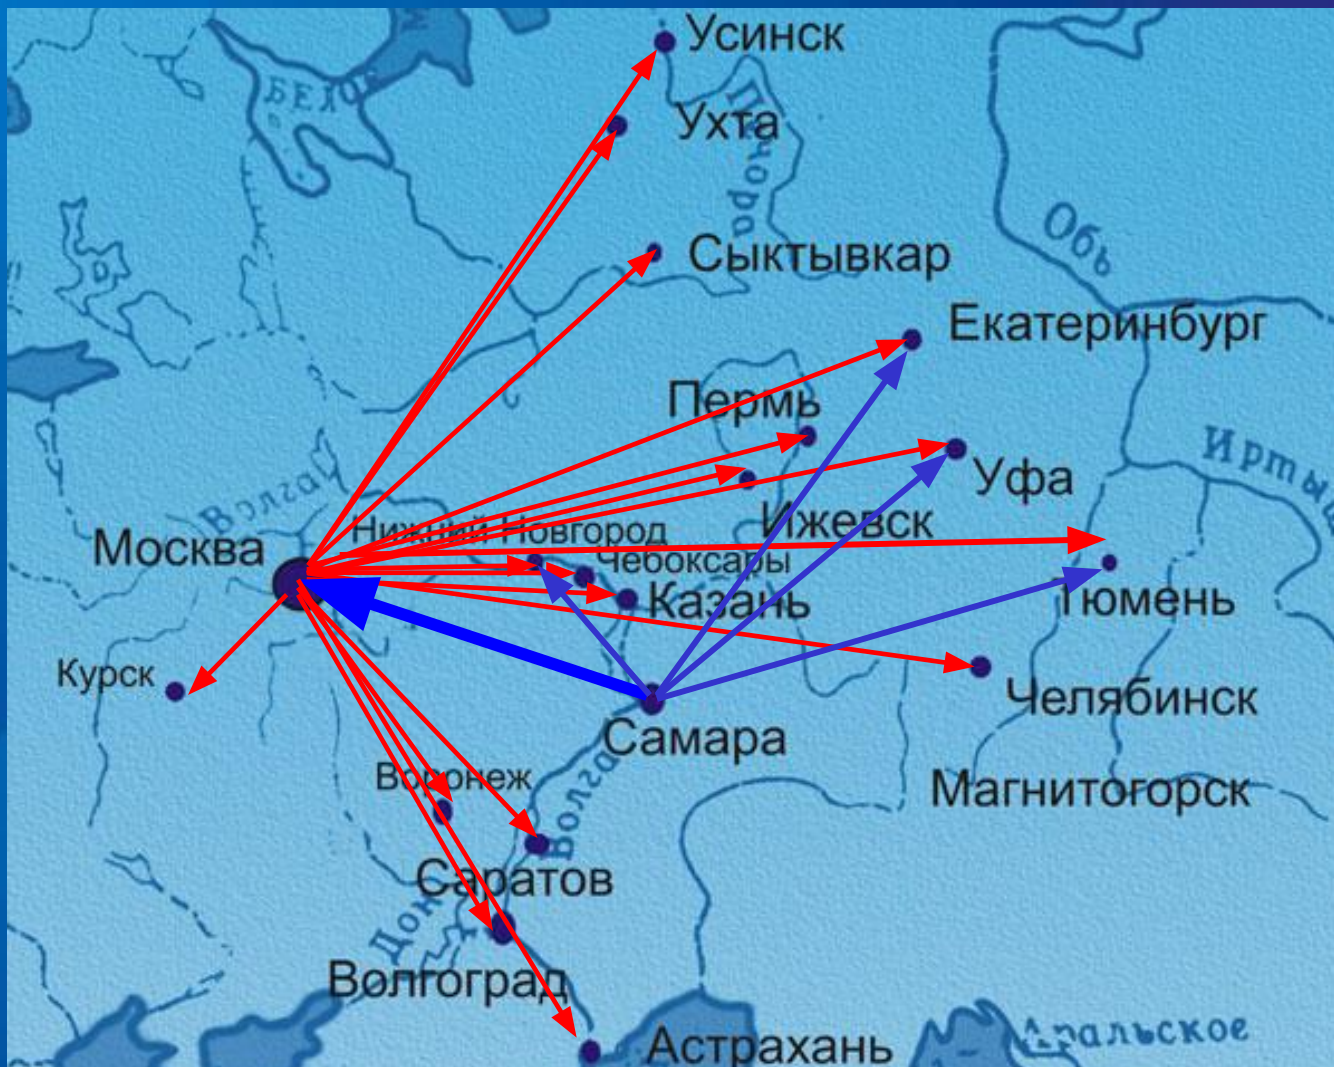 Усинск
БЕЛОЕ
Ухта
Печора
Обь
Сыктывкар
Екатеринбург
Пермь
Волга
Уфа
Ижевск
Нижний Новгород
Москва
Чебоксары
Казань
Тюмень
Курск
Челябинск
Самара
Воронеж
Магнитогорск
Волга
Саратов
Дон
Волгоград
Аральское
Астрахань